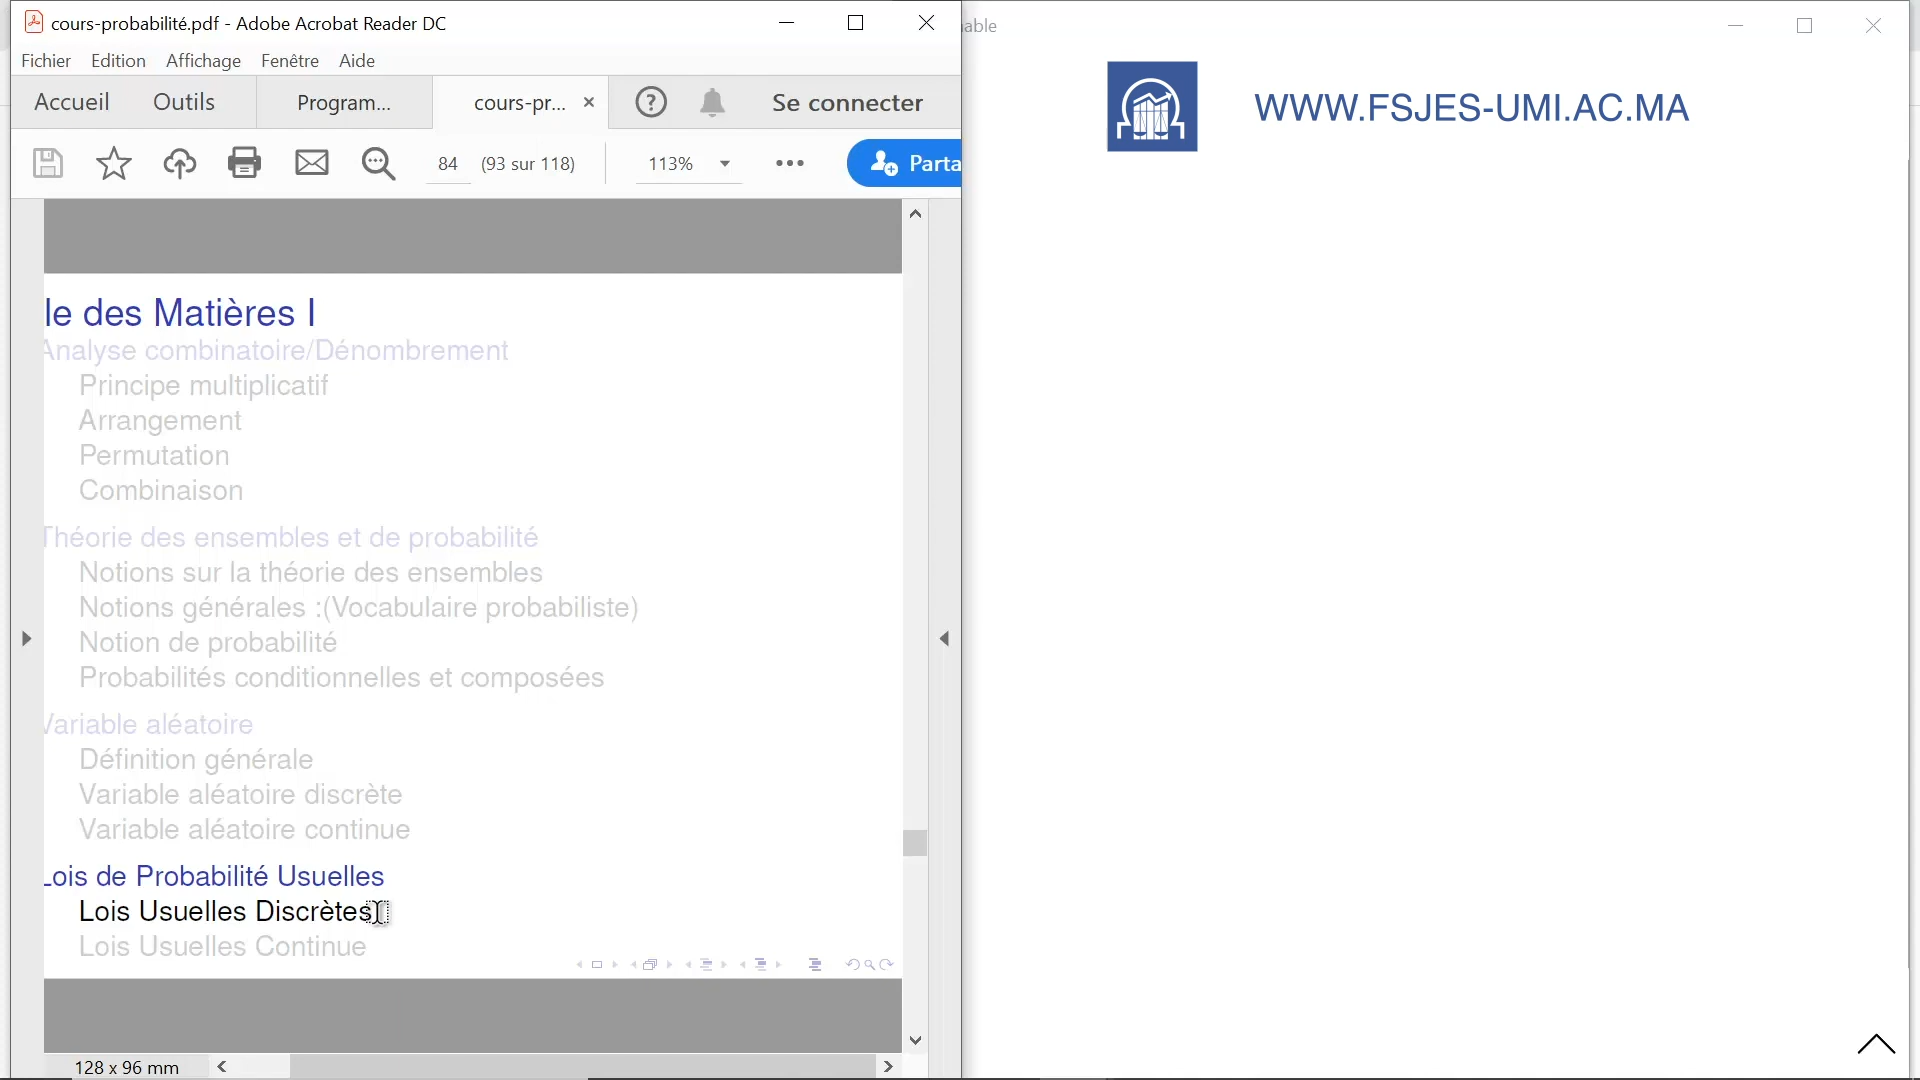 cours-probabilité.pdf - Adobe Acrobat Reader DC
Fichier Edition Affichage Fenêtre Aide
Accueil Outils Program... cours-pr... Se connecter
84 (93 sur 118) 113% Parta
le des Matières I
Analyse combinatoire/Dénombrement
Principe multiplicatif
Arrangement
Permutation
Combinaison
Théorie des ensembles et de probabilité
Notions sur la théorie des ensembles
Notions générales :(Vocabulaire probabiliste)
Notion de probabilité
Probabilités conditionnelles et composées
Variable aléatoire
Définition générale
Variable aléatoire discrète
Variable aléatoire continue
Lois de Probabilité Usuelles
Lois Usuelles Discrètes
Lois Usuelles Continue
128 x 96 mm
able
WWW.FSJES-UMI.AC.MA